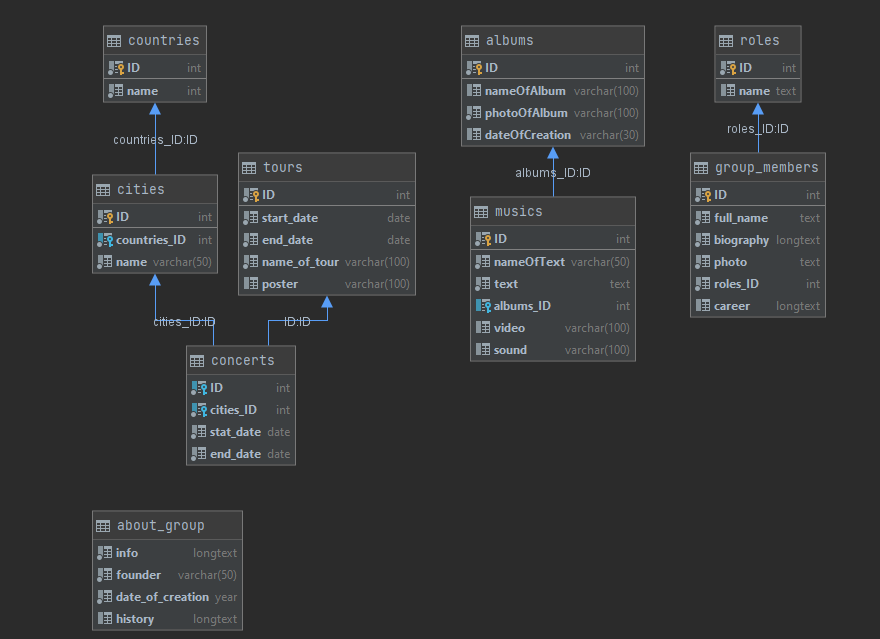 countries
ID int
name int
countries_ID:ID
cities
ID int
countries_ID int
name varchar(50)
tours
ID int
start_date date
end_date date
name_of_tour varchar(100)
poster varchar(100)
cities_ID:ID
ID:ID
concerts
ID int
cities_ID int
stat_date date
end_date date
albums
ID int
nameOfAlbum varchar(100)
photoOfAlbum varchar(100)
dateOfCreation varchar(30)
albums_ID:ID
musics
ID int
nameOfText varchar(50)
text text
albums_ID int
video varchar(100)
sound varchar(100)
roles
ID int
name text
roles_ID:ID
group_members
ID int
full_name text
biography longtext
photo text
roles_ID int
career longtext
about_group
info longtext
founder varchar(50)
date_of_creation year
history longtext